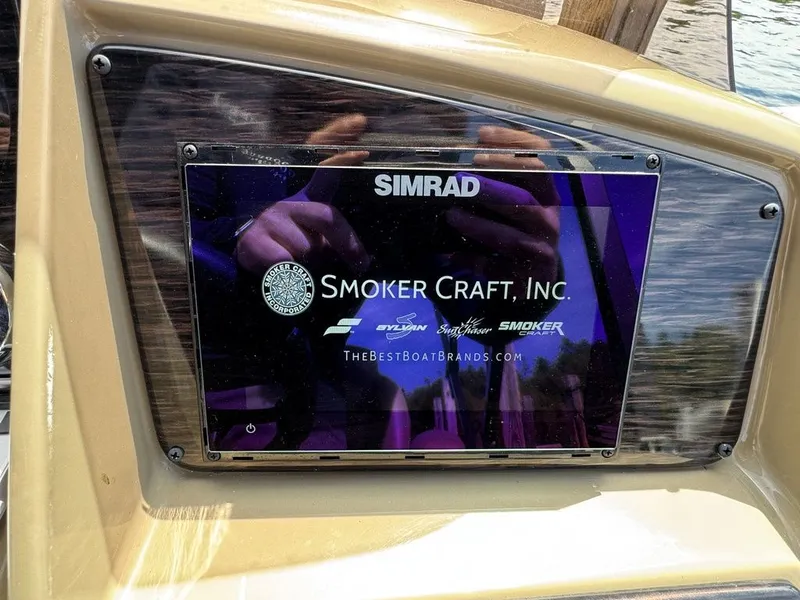 SIMRAD
SMOKER CRAFT INCORPORATED
SMOKER CRAFT, INC.
SYLVAN SunChaser SMOKER CRAFT
THEBESTBOATBRANDS.COM